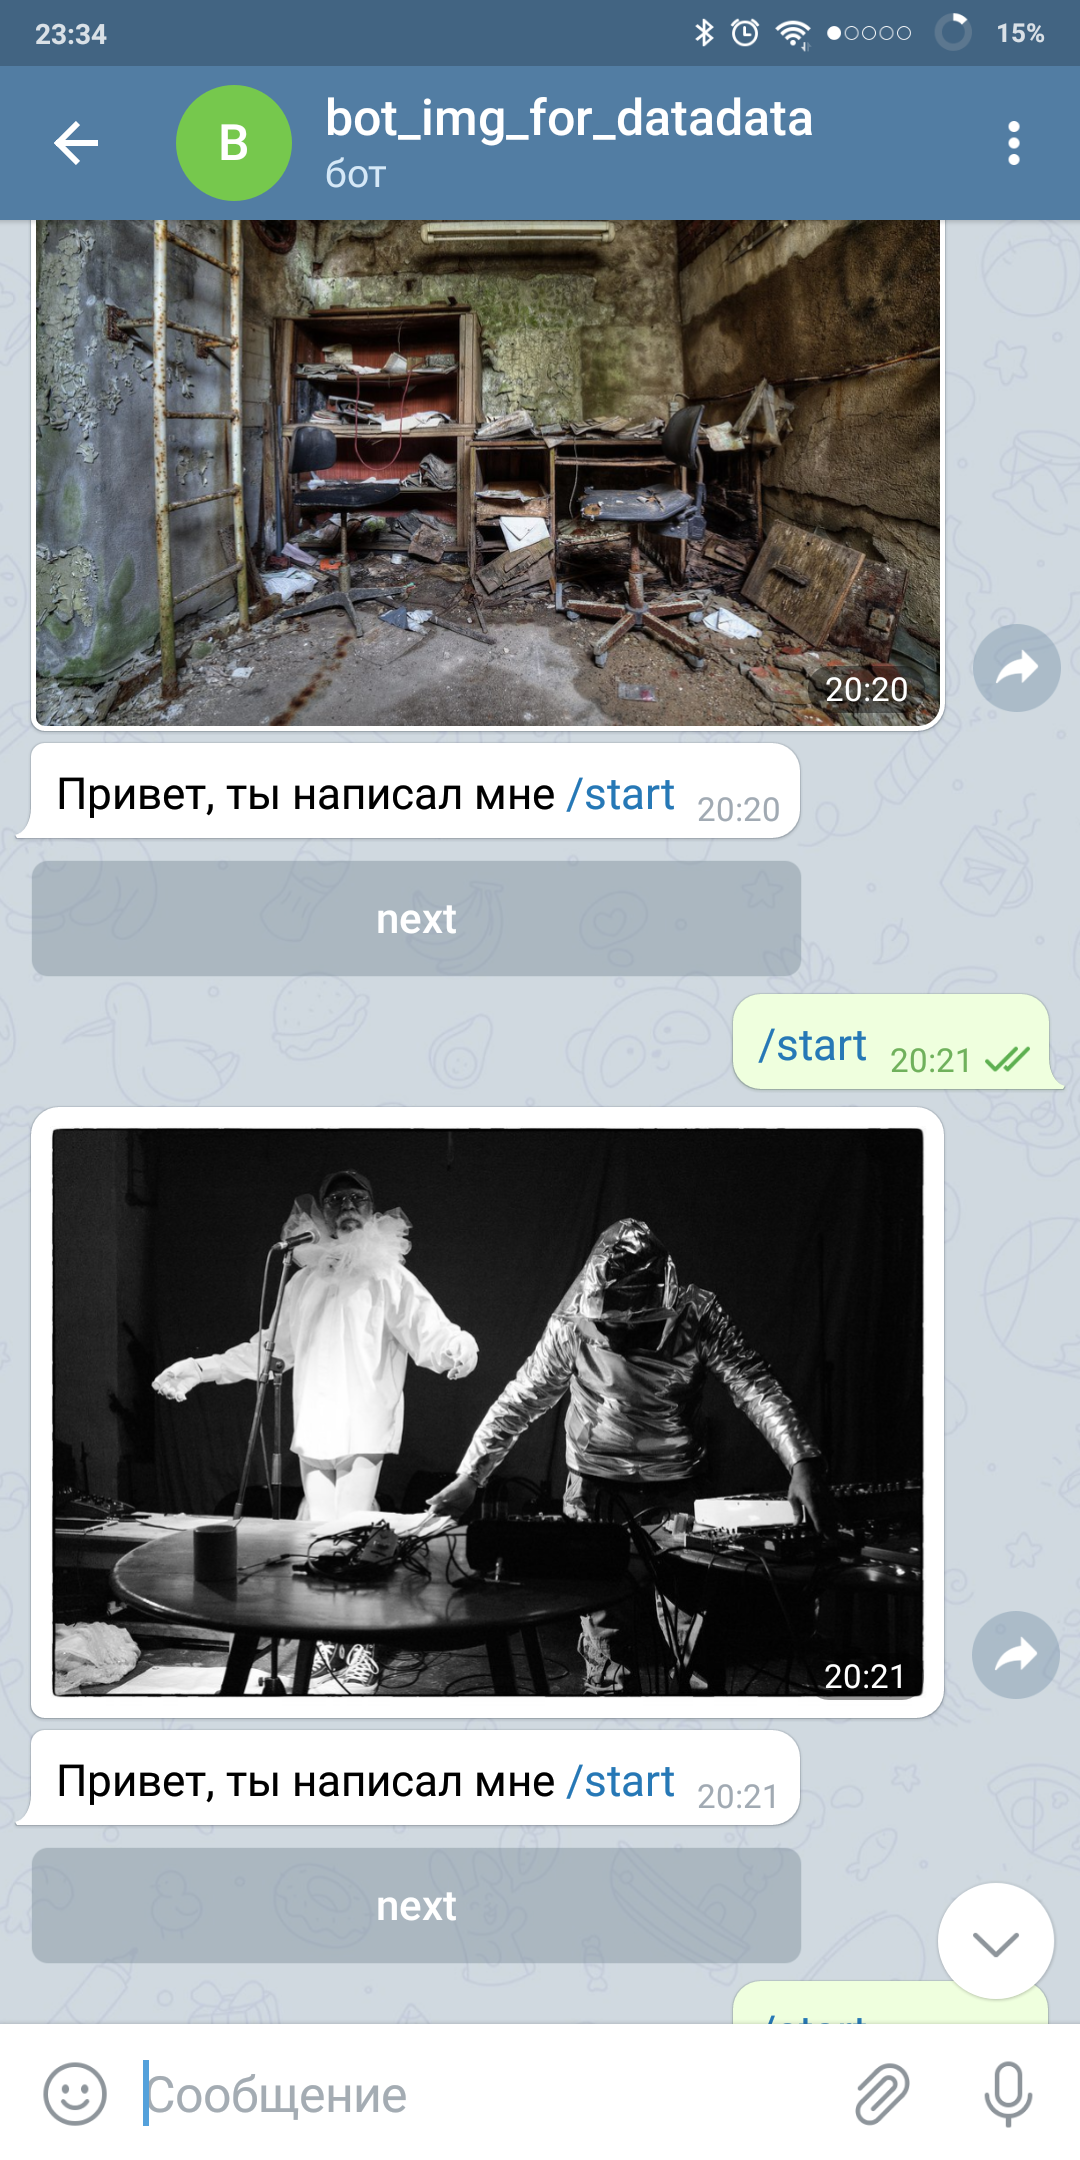 23:34
15%
B
bot_img_for_datadata
бот
20:20
Привет, ты написал мне /start 20:20
next
/start 20:21
20:21
Привет, ты написал мне /start 20:21
next
/start
Сообщение